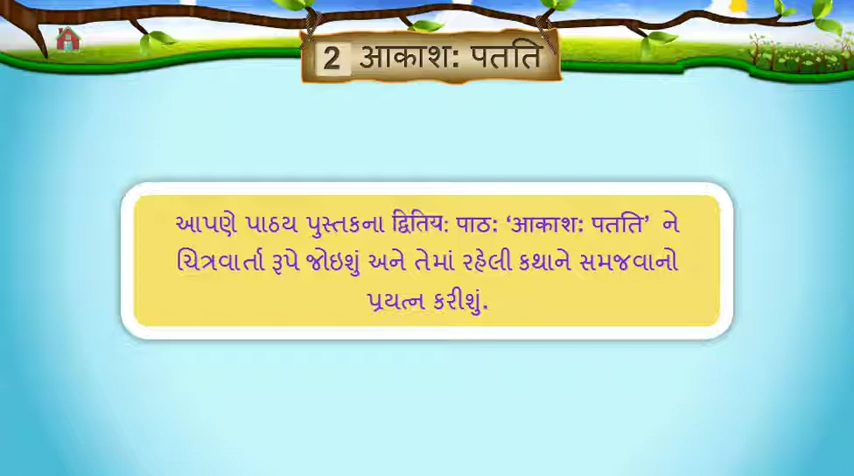 2 आकाश: पतति
આપણે પાઠય પુસ્તકના द्वितिय: पाठ: ‘आकाश: पतति’ ને
ચિત્રવાર્તા રૂપે જોઇશું અને તેમાં રહેલી કથાને સમજવાનો
પ્રયત્ન કરીશું.